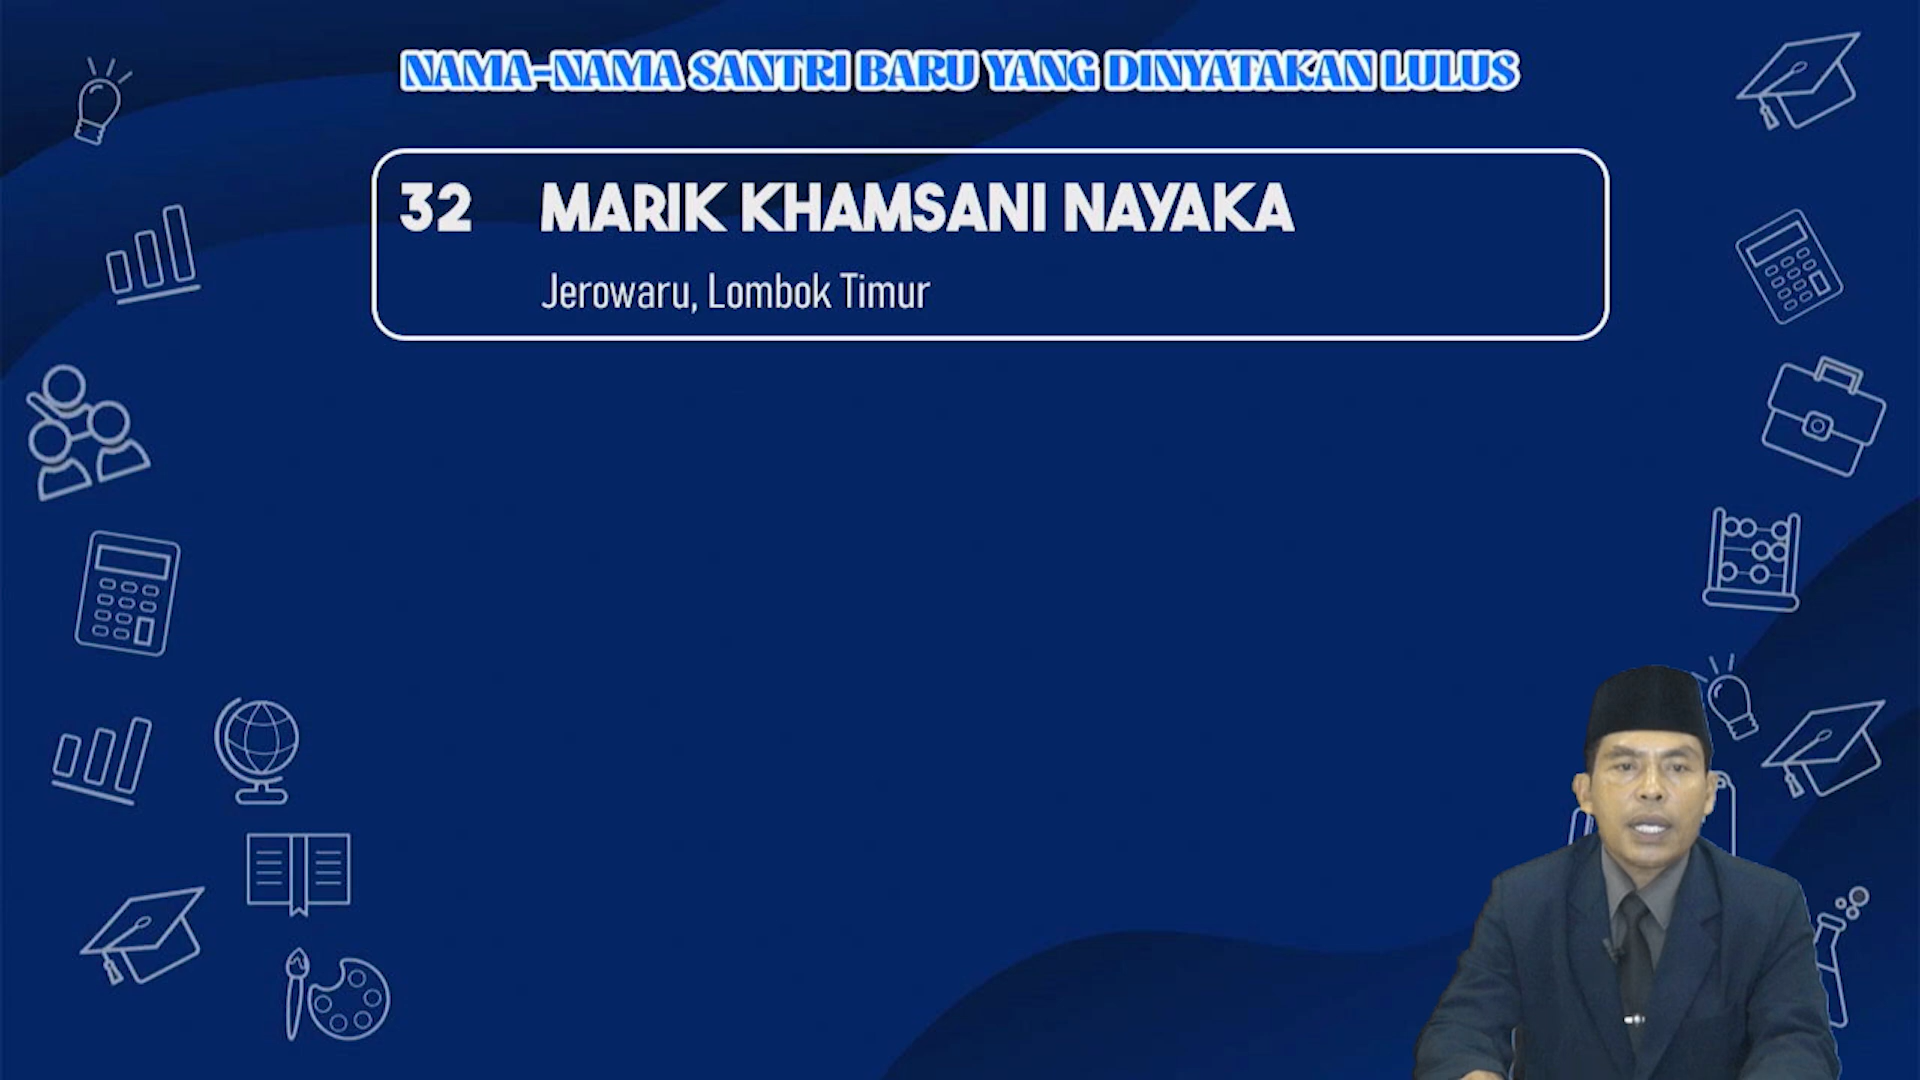 NAMA-NAMA SANTRI BARU YANG DINYATAKAN LULUS
32 MARIK KHAMSANI NAYAKA
Jerowaru, Lombok Timur